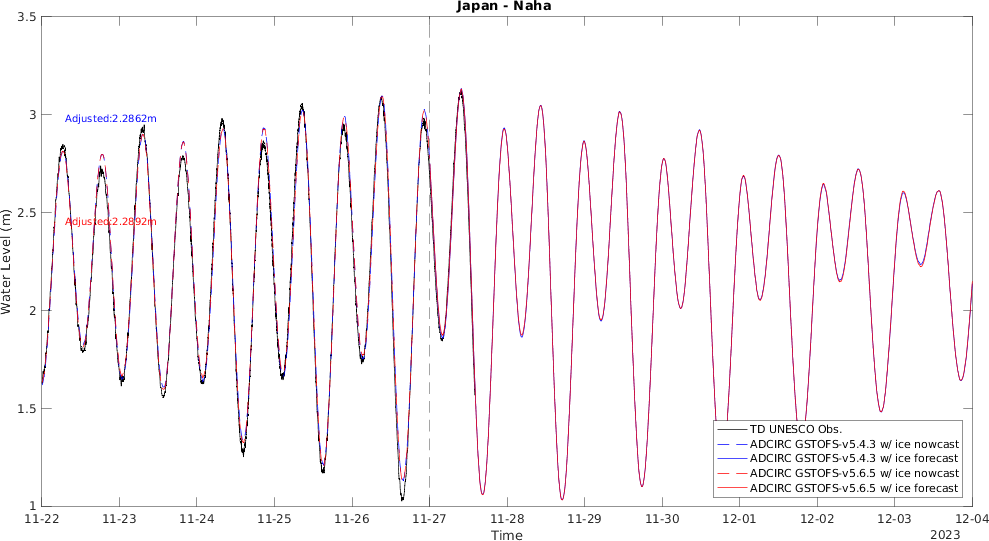 Japan - Naha
3.5
3
2.5
2
1.5
1
Water Level (m)
Adjusted:2.2862m
Adjusted:2.2892m
TD UNESCO Obs.
ADCIRC GSTOFS-v5.4.3 w/ ice nowcast
ADCIRC GSTOFS-v5.4.3 w/ ice forecast
ADCIRC GSTOFS-v5.6.5 w/ ice nowcast
ADCIRC GSTOFS-v5.6.5 w/ ice forecast
11-22 11-23 11-24 11-25 11-26 11-27 11-28 11-29 11-30 12-01 12-02 12-03 12-04
Time
2023